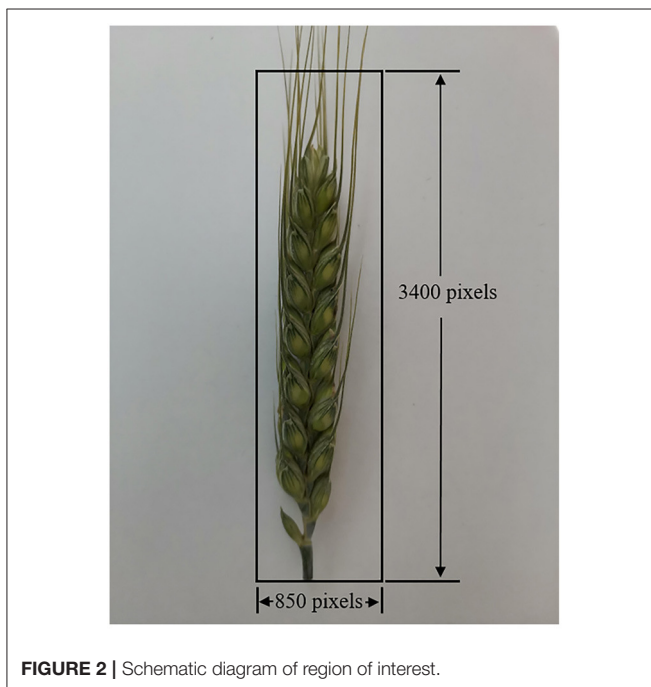 3400 pixels
850 pixels
FIGURE 2 | Schematic diagram of region of interest.